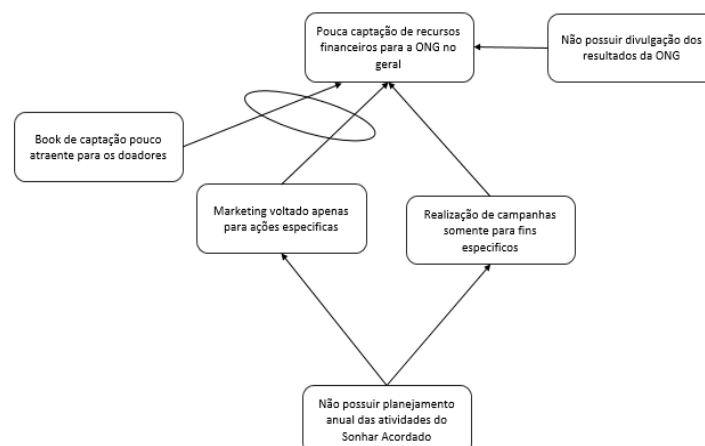 Pouca captação de recursos
financeiros para a ONG no
geral
Não possuir divulgação dos
resultados da ONG
Book de captação pouco
atraente para os doadores
Marketing voltado apenas
para ações especificas
Realização de campanhas
somente para fins
especificos
Não possuir planejamento
anual das atividades do
Sonhar Acordado